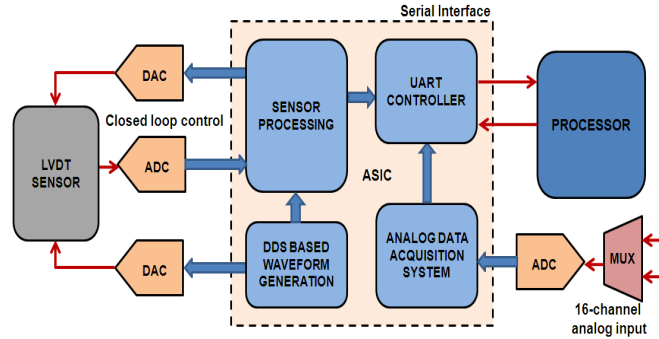 Serial Interface
DAC
SENSOR
PROCESSING
UART
CONTROLLER
PROCESSOR
Closed loop control
LVDT
SENSOR
ADC
ASIC
DDS BASED
WAVEFORM
GENERATION
ANALOG DATA
ACQUISITION
SYSTEM
DAC
ADC
MUX
16-channel
analog input